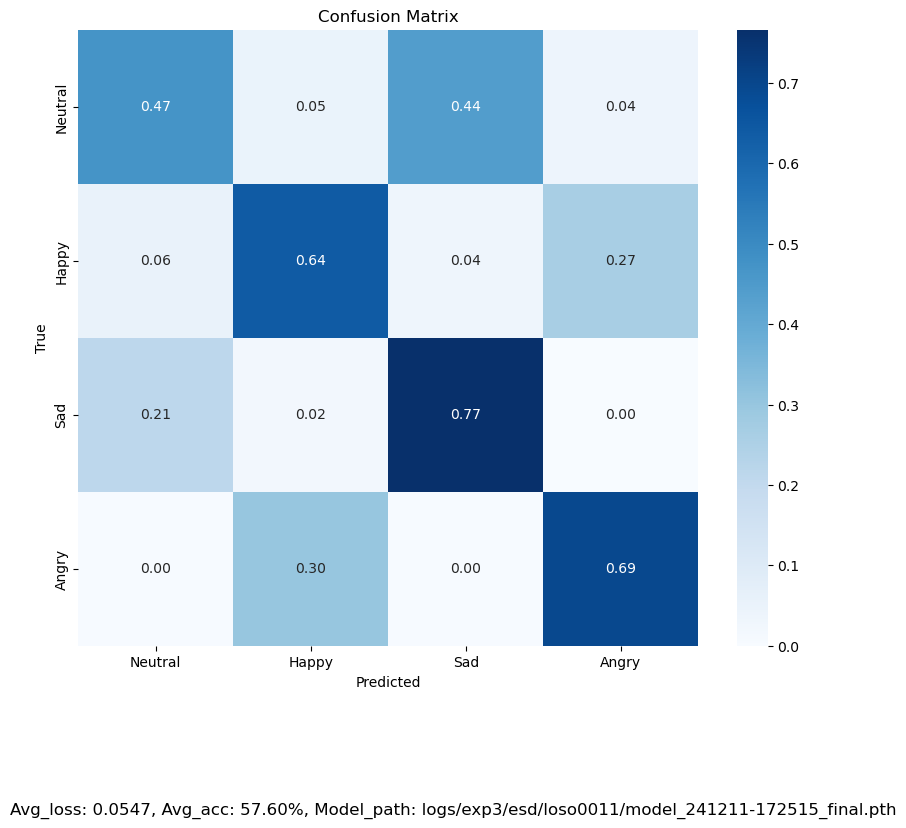 Confusion Matrix
Neutral 0.47 0.05 0.44 0.04
Happy 0.06 0.64 0.04 0.27
Sad 0.21 0.02 0.77 0.00
Angry 0.00 0.30 0.00 0.69
True
Neutral Happy Sad Angry
Predicted
0.7
0.6
0.5
0.4
0.3
0.2
0.1
0.0
Avg_loss: 0.0547, Avg_acc: 57.60%, Model_path: logs/exp3/esd/loso0011/model_241211-172515_final.pth